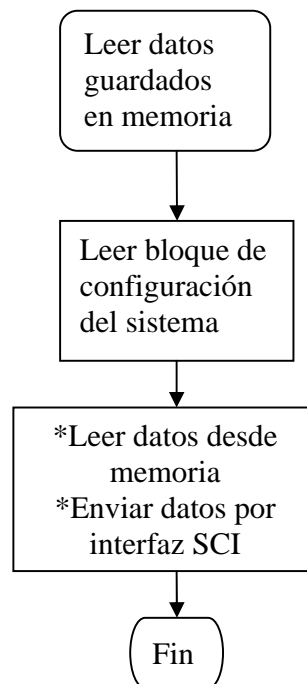 Leer datos
guardados
en memoria
Leer bloque de
configuración
del sistema
*Leer datos desde
memoria
*Enviar datos por
interfaz SCI
Fin